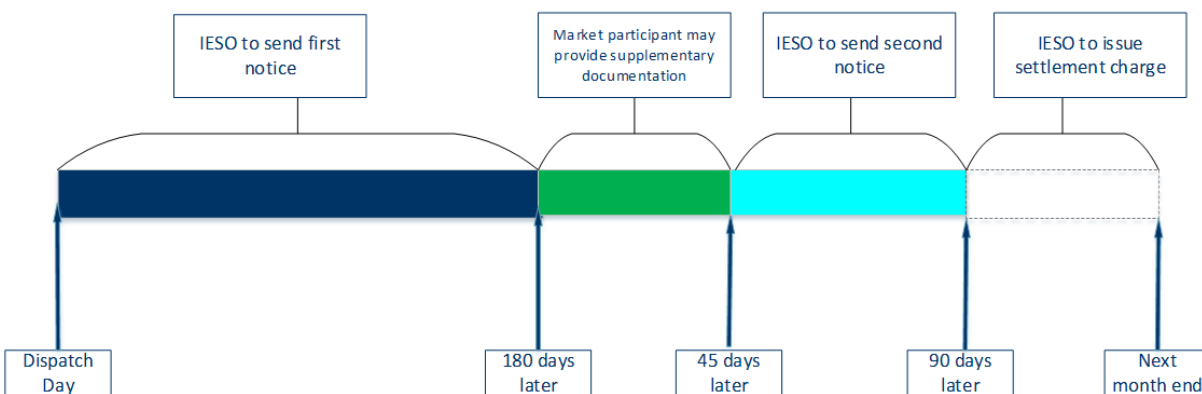 IESO to send first
notice
Market participant may
provide supplementary
documentation
IESO to send second
notice
IESO to issue
settlement charge
Dispatch
Day
180 days
later
45 days
later
90 days
later
Next
month end